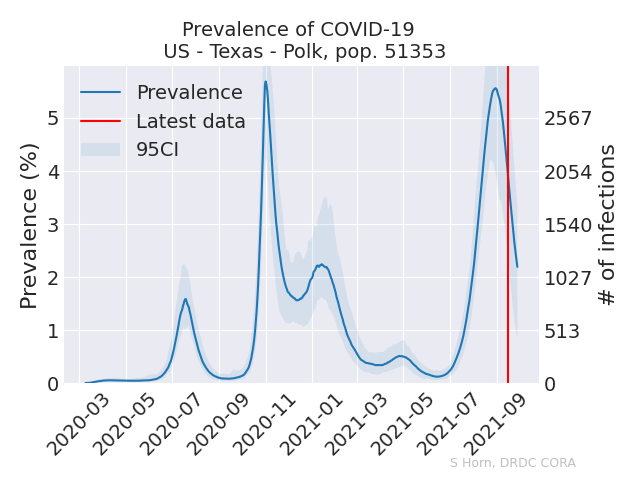 Prevalence of COVID-19
US - Texas - Polk, pop. 51353
Prevalence
Latest data
95CI
Prevalence (%)
5
4
3
2
1
0
2567
2054
1540
1027
513
0
# of infections
2020-03
2020-05
2020-07
2020-09
2020-11
2021-01
2021-03
2021-05
2021-07
2021-09
S Horn, DRDC CORA